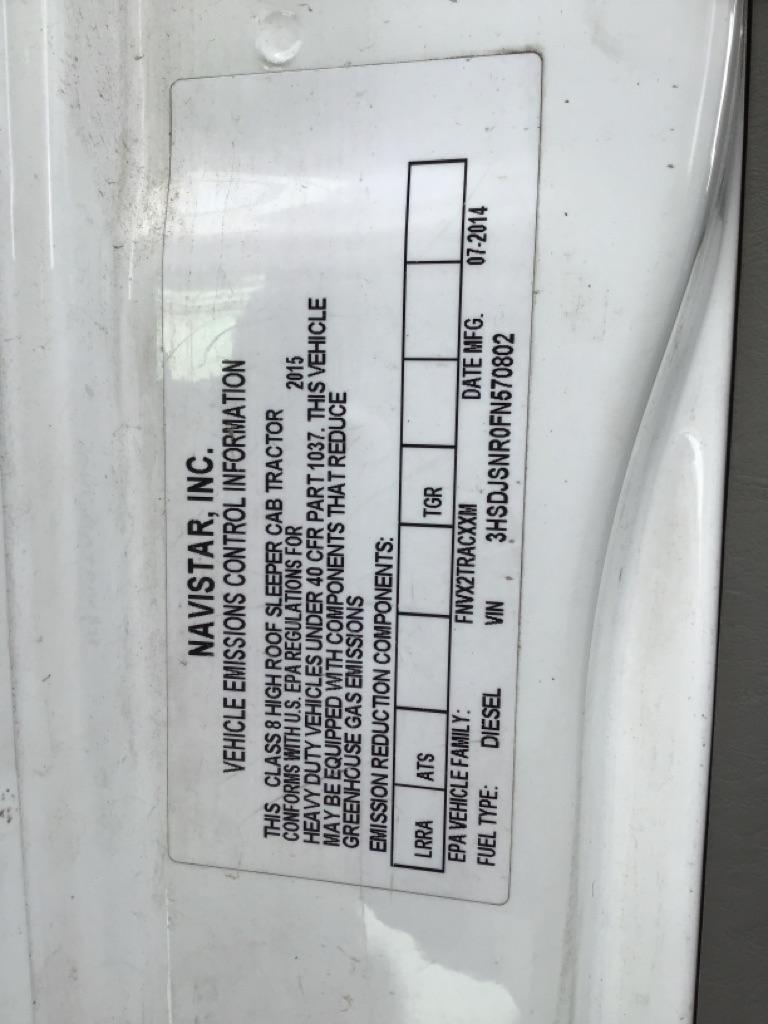 NAVISTAR, INC.
VEHICLE EMISSIONS CONTROL INFORMATION
THIS CLASS 8 HIGH ROOF SLEEPER CAB TRACTOR
CONFORMS WITH U.S. EPA REGULATIONS FOR 2015
HEAVY DUTY VEHICLES UNDER 40 CFR PART 1037. THIS VEHICLE
MAY BE EQUIPPED WITH COMPONENTS THAT REDUCE
GREENHOUSE GAS EMISSIONS
EMISSION REDUCTION COMPONENTS:
LRRA ATS TGR
EPA VEHICLE FAMILY: FNVX2TRACXXM DATE MFG. 07-2014
FUEL TYPE: DIESEL VIN 3HSDJSNR0FN570802